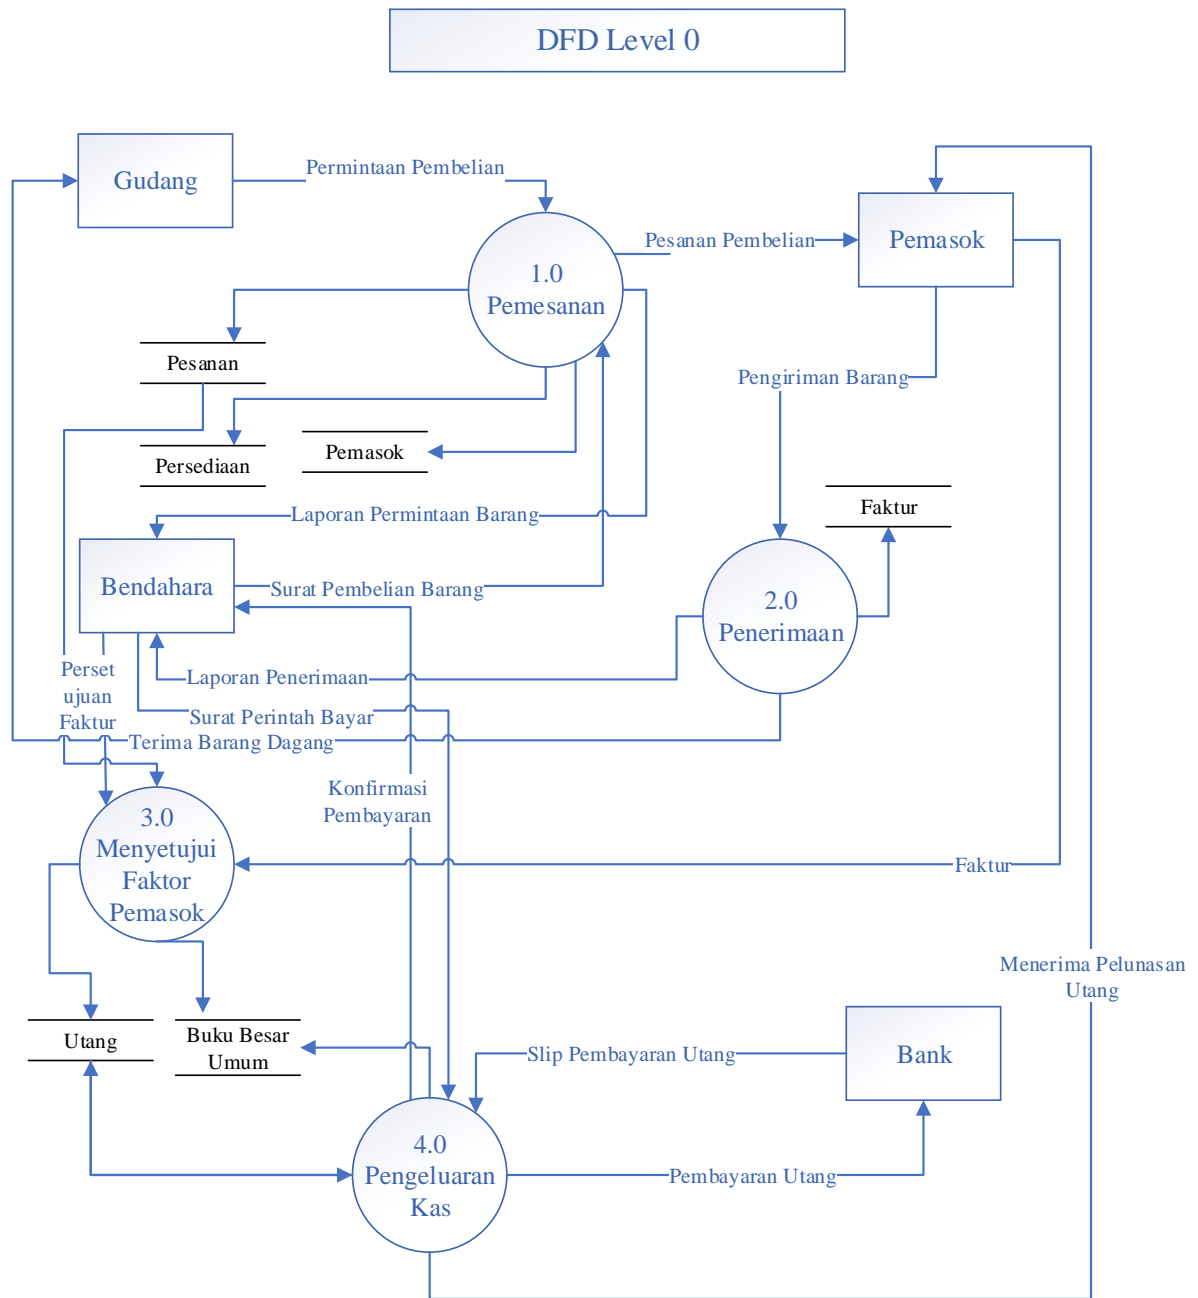 DFD Level 0
Gudang
Permintaan Pembelian
1.0
Pemesanan
Pesanan Pembelian
Pemasok
Pesanan
Pengiriman Barang
Persediaan
Pemasok
Faktur
Laporan Permintaan Barang
Bendahara
Surat Pembelian Barang
2.0
Penerimaan
Perset
ujuan
Faktur
Laporan Penerimaan
Surat Perintah Bayar
Terima Barang Dagang
Konfirmasi
Pembayaran
3.0
Menyetujui
Faktor
Pemasok
Faktur
Menerima Pelunasan
Utang
Utang
Buku Besar
Umum
Slip Pembayaran Utang
Bank
4.0
Pengeluaran
Kas
Pembayaran Utang